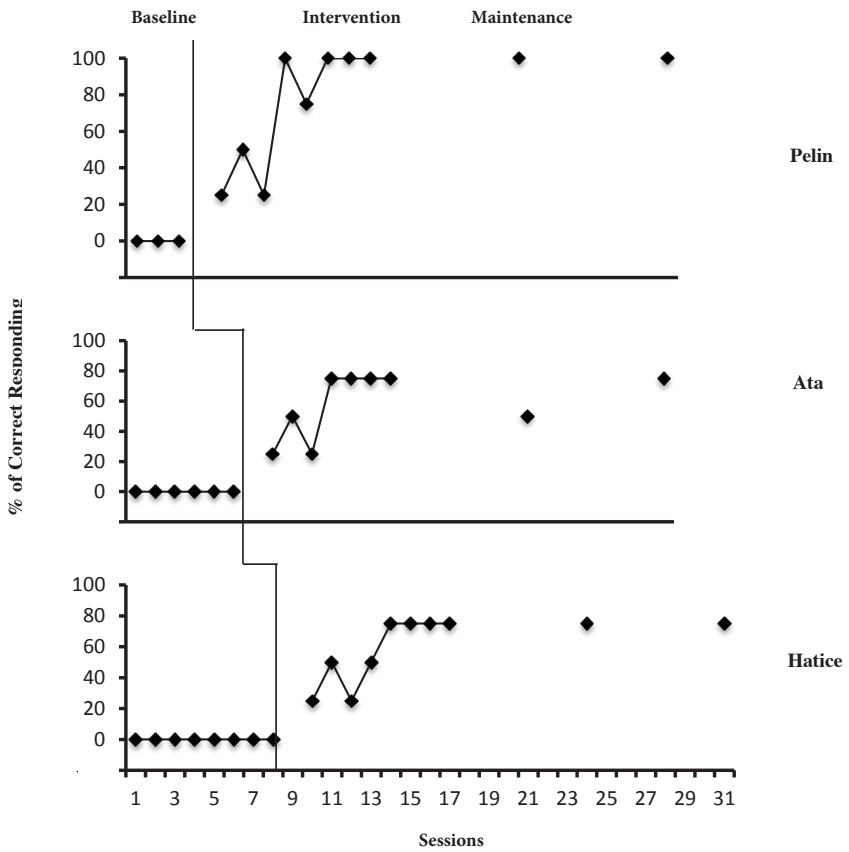 Baseline Intervention Maintenance
100
80
60
40
20
0
Pelin
% of Correct Responding
100
80
60
40
20
0
Ata
100
80
60
40
20
0
Hatice
1 3 5 7 9 11 13 15 17 19 21 23 25 27 29 31
Sessions